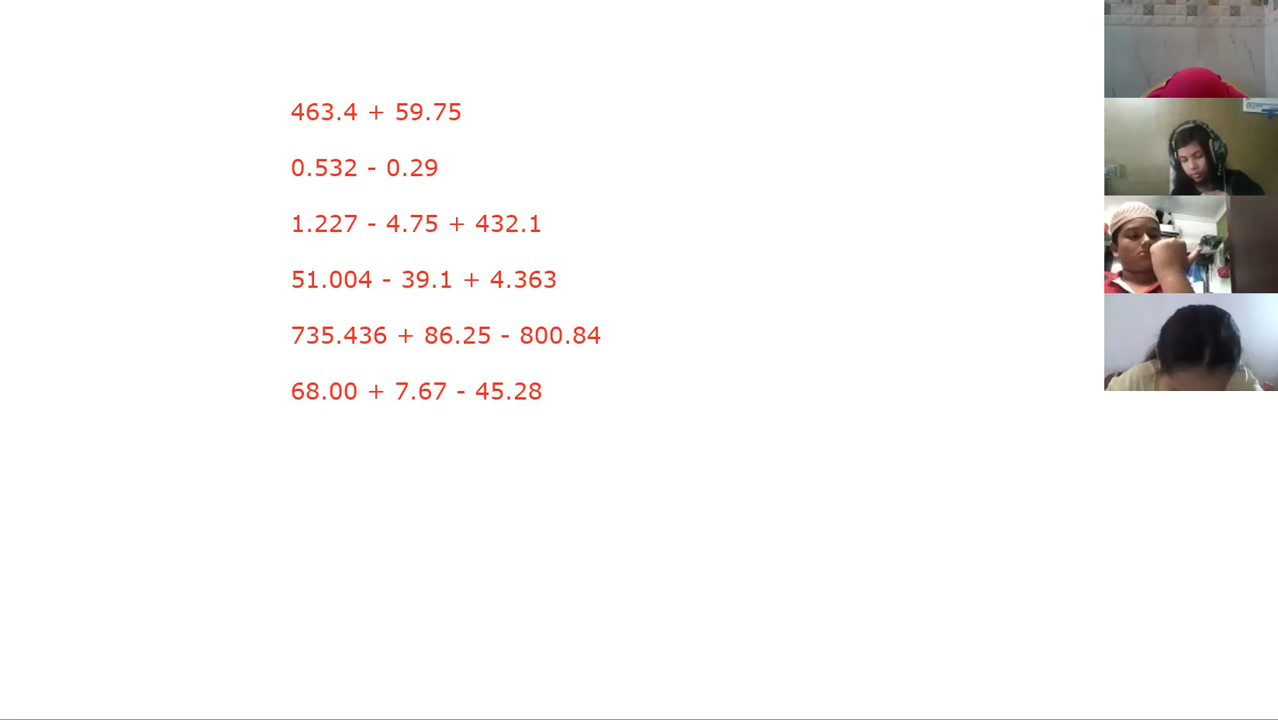 463.4 + 59.75
0.532 - 0.29
1.227 - 4.75 + 432.1
51.004 - 39.1 + 4.363
735.436 + 86.25 - 800.84
68.00 + 7.67 - 45.28